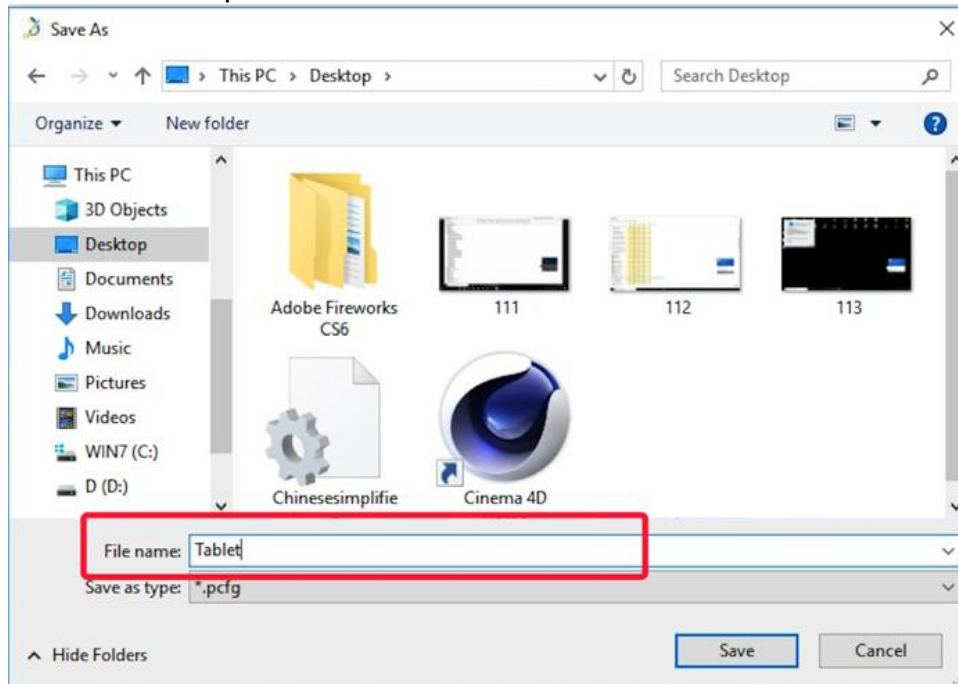 Save As
This PC > Desktop >
Search Desktop
Organize
New folder
This PC
3D Objects
Desktop
Documents
Downloads
Music
Pictures
Videos
WIN7 (C:)
D (D:)
Adobe Fireworks
CS6
111
112
113
Chinesesimplifie
Cinema 4D
File name: Tablet
Save as type: *.pcfg
Hide Folders
Save
Cancel